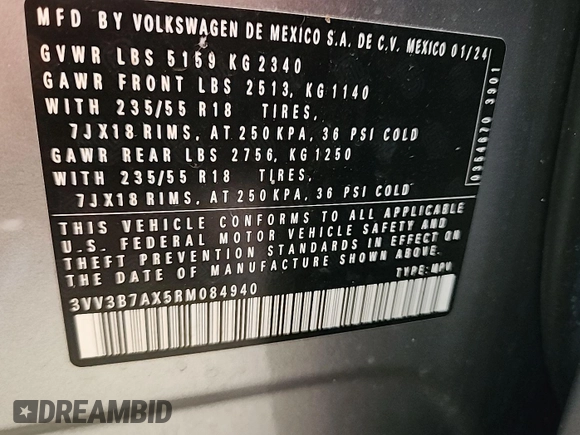 MFD BY VOLKSWAGEN DE MEXICO S.A. DE C.V. MEXICO 01/24
GVWR LBS 5159 KG 2340
GAWR FRONT LBS 2513, KG 1140
WITH 235/55 R18 TIRES,
7JX18 RIMS, AT 250 KPA, 36 PSI COLD
GAWR REAR LBS 2756, KG 1250
WITH 235/55 R18 TIRES,
7JX18 RIMS, AT 250 KPA, 36 PSI COLD
THIS VEHICLE CONFORMS TO ALL APPLICABLE
U.S. FEDERAL MOTOR VEHICLE SAFETY AND
THEFT PREVENTION STANDARDS IN EFFECT ON
THE DATE OF MANUFACTURE SHOWN ABOVE.
3VV3B7AX5RM084940 TYPE: MPV
3901
DREAMBID